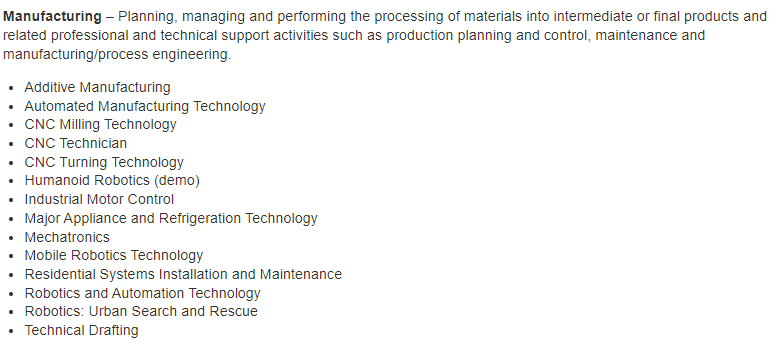 Manufacturing – Planning, managing and performing the processing of materials into intermediate or final products and
related professional and technical support activities such as production planning and control, maintenance and
manufacturing/process engineering.
• Additive Manufacturing
• Automated Manufacturing Technology
• CNC Milling Technology
• CNC Technician
• CNC Turning Technology
• Humanoid Robotics (demo)
• Industrial Motor Control
• Major Appliance and Refrigeration Technology
• Mechatronics
• Mobile Robotics Technology
• Residential Systems Installation and Maintenance
• Robotics and Automation Technology
• Robotics: Urban Search and Rescue
• Technical Drafting